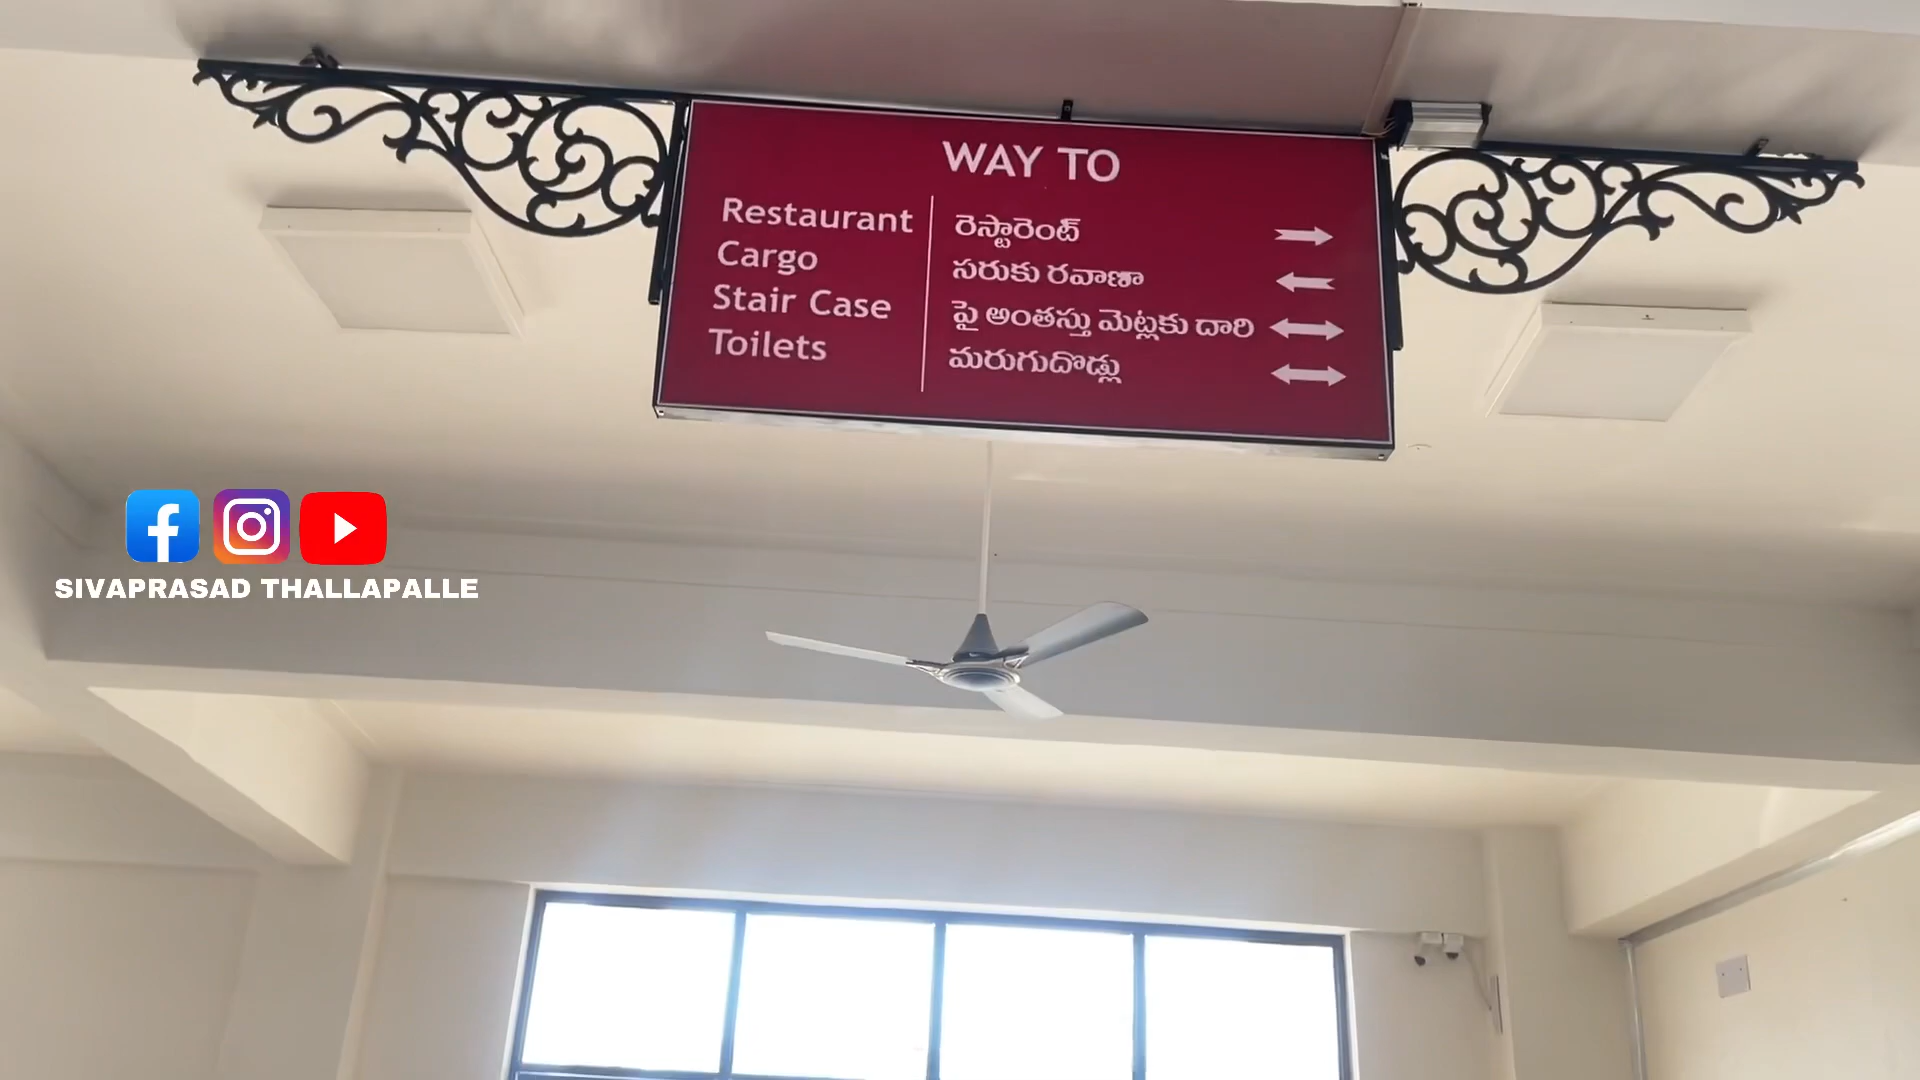 WAY TO
Restaurant రెస్టారెంట్
Cargo సరుకు రవాణా
Stair Case పై అంతస్తు మెట్లకు దారి
Toilets మరుగుదొడ్లు
SIVAPRASAD THALLAPALLE